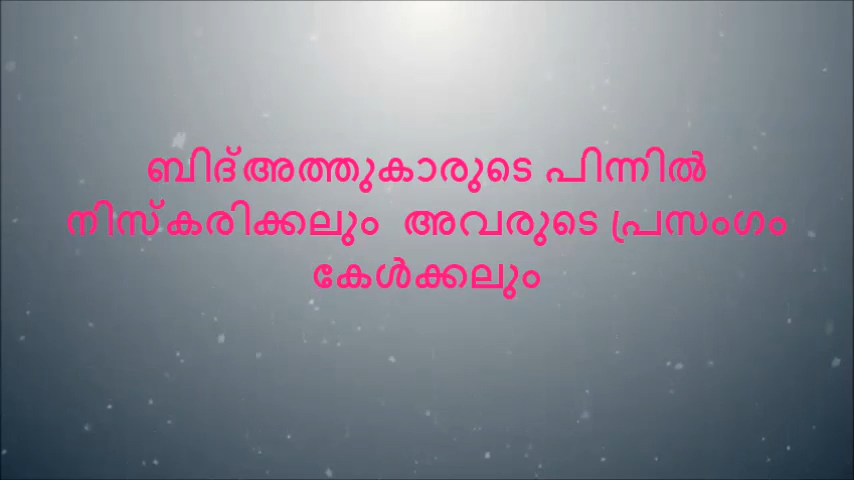 ബിദ്അത്തുകാരുടെ പിന്നിൽ
നിസ്കരിക്കലും അവരുടെ പ്രസംഗം
കേൾക്കലും